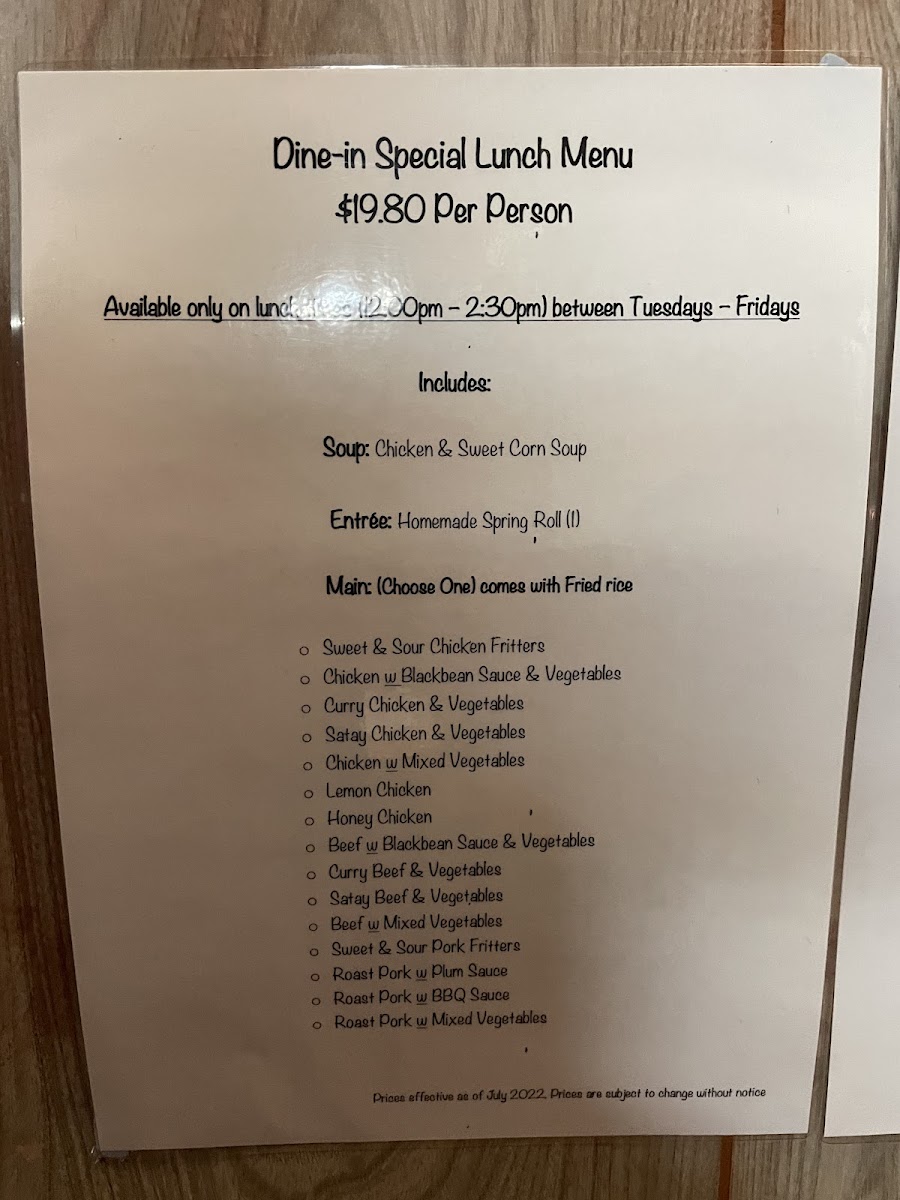 Dine-in Special Lunch Menu
$19.80 Per Person
Available only on lunch (12.00pm – 2:30pm) between Tuesdays – Fridays
Includes:
Soup: Chicken & Sweet Corn Soup
Entrée: Homemade Spring Roll (1)
Main: (Choose One) comes with Fried rice
o Sweet & Sour Chicken Fritters
o Chicken w Blackbean Sauce & Vegetables
o Curry Chicken & Vegetables
o Satay Chicken & Vegetables
o Chicken w Mixed Vegetables
o Lemon Chicken
o Honey Chicken
o Beef w Blackbean Sauce & Vegetables
o Curry Beef & Vegetables
o Satay Beef & Vegetables
o Beef w Mixed Vegetables
o Sweet & Sour Pork Fritters
o Roast Pork w Plum Sauce
o Roast Pork w BBQ Sauce
o Roast Pork w Mixed Vegetables
Prices effective as of July 2022. Prices are subject to change without notice